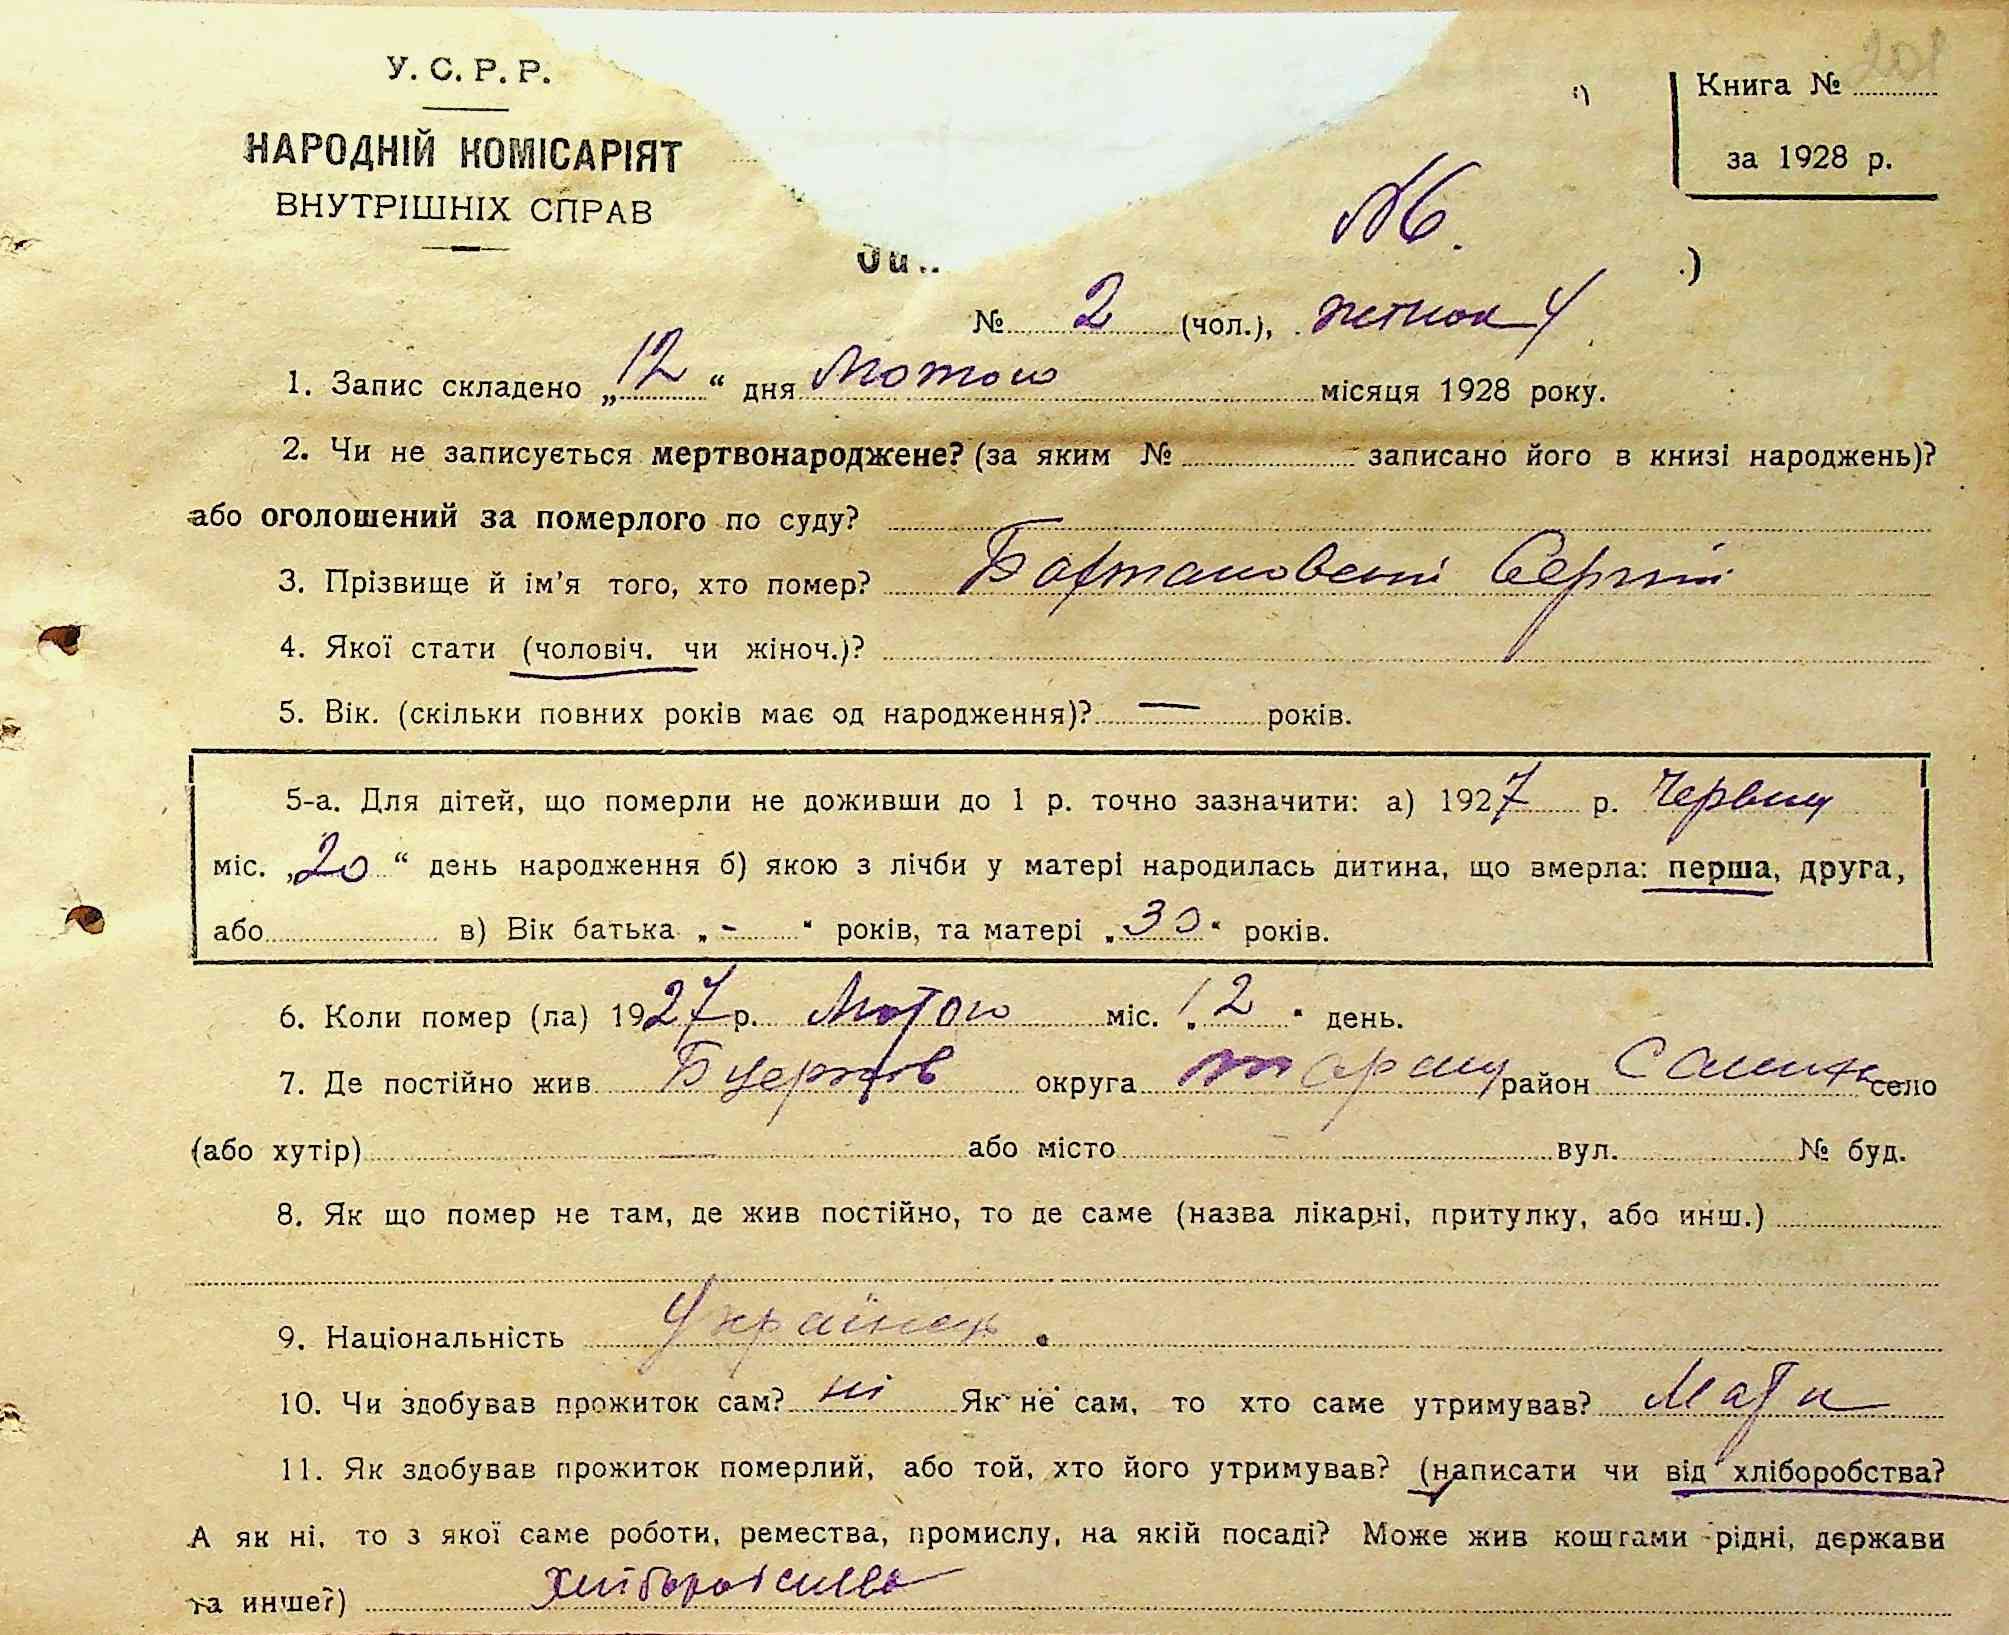 У. С. Р. Р.
201
Книга №
НАРОДНІЙ КОМІСАРІЯТ
за 1928 р.
ВНУТРІШНІХ СПРАВ
№6.
№ 2 (чол.), жінок 4
1. Запис складено „12“ дня Лютого місяця 1928 року.
2. Чи не записується мертвонароджене? (за яким № записано його в книзі народжень)?
або оголошений за померлого по суду?
3. Прізвище й ім’я того, хто помер? Бартановский Сергий
4. Якої стати (чоловіч. чи жіноч.)?
5. Вік. (скільки повних років має од народження)? — років.
5-а. Для дітей, що померли не доживши до 1 р. точно зазначити: а) 1927 р. Червня
міс. „20“ день народження б) якою з лічби у матері народилась дитина, що вмерла: перша, друга,
або в) Вік батька „-“ років, та матері „30“ років.
6. Коли помер (ла) 1927 р. Лютого міс. „12“ день.
7. Де постійно жив Бцеркв округа район село
(або хутір) або місто вул. № буд.
8. Як що помер не там, де жив постійно, то де саме (назва лікарні, притулку, або инш.)
9. Національність Українец.
10. Чи здобував прожиток сам? ні Як не сам, то хто саме утримував? Мати
11. Як здобував прожиток померлий, або той, хто його утримував? (написати чи від хліборобства?
А як ні, то з якої саме роботи, ремества, промислу, на якій посаді? Може жив коштами рідні, держави
та инше?)